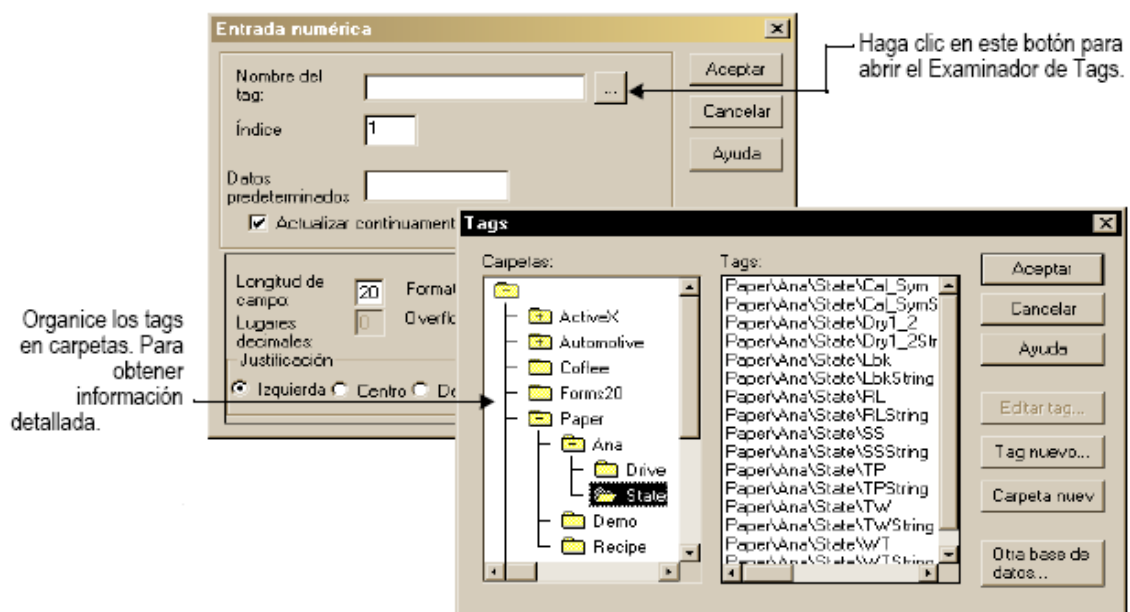 Entrada numérica
Nombre del
tag:
...
Índice
1
Datos
predeterminados
Actualizar continuament
Aceptar
Cancelar
Ayuda
Haga clic en este botón para
abrir el Examinador de Tags.
Longitud de
campo:
20
Format
Lugares
decimales:
0
Overflo
Justificación
Izquierda
Centro
De
Organice los tags
en carpetas. Para
obtener
información
detallada.
Tags
Carpetas:
ActiveX
Automotive
Coffee
Forms20
Paper
Ana
Drive
State
Demo
Recipe
Tags:
Paper\Ana\State\Cal_Sym
Paper\Ana\State\Cal_SymS
Paper\Ana\State\Dry1_2
Paper\Ana\State\Dry1_2Str
Paper\Ana\State\Lbk
Paper\Ana\State\LbkString
Paper\Ana\State\RL
Paper\Ana\State\RLString
Paper\Ana\State\SS
Paper\Ana\State\SSString
Paper\Ana\State\TP
Paper\Ana\State\TPString
Paper\Ana\State\TW
Paper\Ana\State\TWString
Paper\Ana\State\WT
Paper\Ana\State\WTString
Aceptar
Cancelar
Ayuda
Editar tag...
Tag nuevo...
Carpeta nuev
Otra base de
datos...